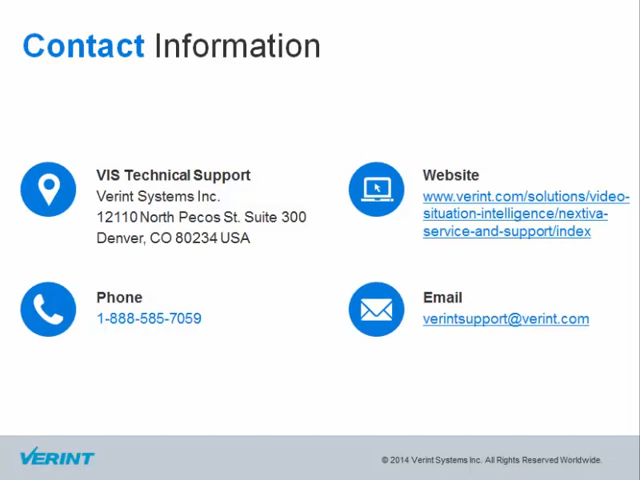 Contact Information
VIS Technical Support
Verint Systems Inc.
12110 North Pecos St. Suite 300
Denver, CO 80234 USA
Website
www.verint.com/solutions/video-
situation-intelligence/nextiva-
service-and-support/index
Phone
1-888-585-7059
Email
verintsupport@verint.com
VERINT
© 2014 Verint Systems Inc. All Rights Reserved Worldwide.